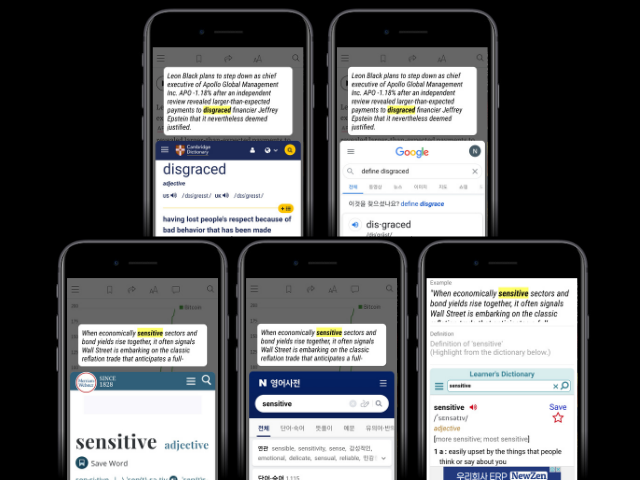 Leon Black plans to step down as chief
executive of Apollo Global Management
Inc. APO -1.18% after an independent
review revealed larger-than-expected
payments to disgraced financier Jeffrey
Epstein that it nevertheless deemed
justified.
Cambridge
Dictionary
disgraced
adjective
US /dɪsˈɡreɪst/ UK /dɪsˈɡreɪst/
+
having lost people's respect because of
bad behavior that has been made
Leon Black plans to step down as chief
executive of Apollo Global Management
Inc. APO -1.18% after an independent
review revealed larger-than-expected
payments to disgraced financier Jeffrey
Epstein that it nevertheless deemed
justified.
Google
N
define disgraced
전체 동영상 뉴스 이미지 지도 쇼핑
이것을 찾으셨나요? define disgrace
dis·graced
/disˈɡrāst/
Bitcoin
When economically sensitive sectors and
bond yields rise together, it often signals
Wall Street is embarking on the classic
reflation trade that anticipates a full-
Merriam
Webster
SINCE
1828
sensitive adjective
Save Word
Bitcoin
When economically sensitive sectors and
bond yields rise together, it often signals
Wall Street is embarking on the classic
reflation trade that anticipates a full-
N 영어사전
sensitive
전체 단어·숙어 뜻풀이 예문 유의어·반의
연관 sensible, sensitivity, sense, 감성적인,
emotional, delicate, sensual, reliable, 민감
단어·숙어 1,115
Example
"When economically sensitive sectors and
bond yields rise together, it often signals
Wall Street is embarking on the classic
Definition
Definition of 'sensitive'
(Highlight from the dictionary below.)
Learner's Dictionary
sensitive
sensitive Save
/ˈsɛnsətɪv/
adjective
[more sensitive; most sensitive]
1 a : easily upset by the things that people
think or say about you
우리회사 ERP NewZen